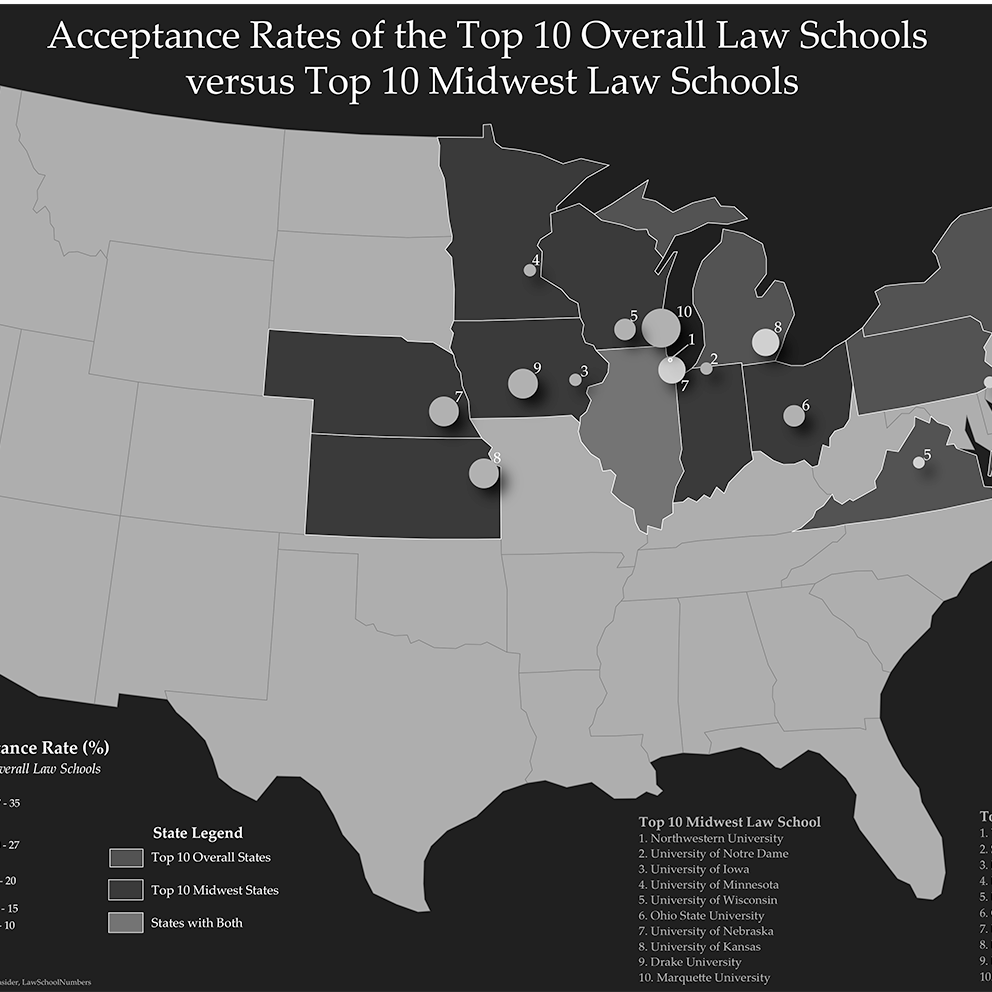 Acceptance Rates of the Top 10 Overall Law Schools
versus Top 10 Midwest Law Schools
4
5
10
1
8
9
3
2
7
7
6
8
5
Rate (%)
Law Schools
- 35
- 27
- 20
- 15
- 10
State Legend
Top 10 Overall States
Top 10 Midwest States
States with Both
LawSchoolNumbers
Top 10 Midwest Law School
1. Northwestern University
2. University of Notre Dame
3. University of Iowa
4. University of Minnesota
5. University of Wisconsin
6. Ohio State University
7. University of Nebraska
8. University of Kansas
9. Drake University
10. Marquette University
1.
2.
3.
4.
5.
6.
7.
8.
9.
10